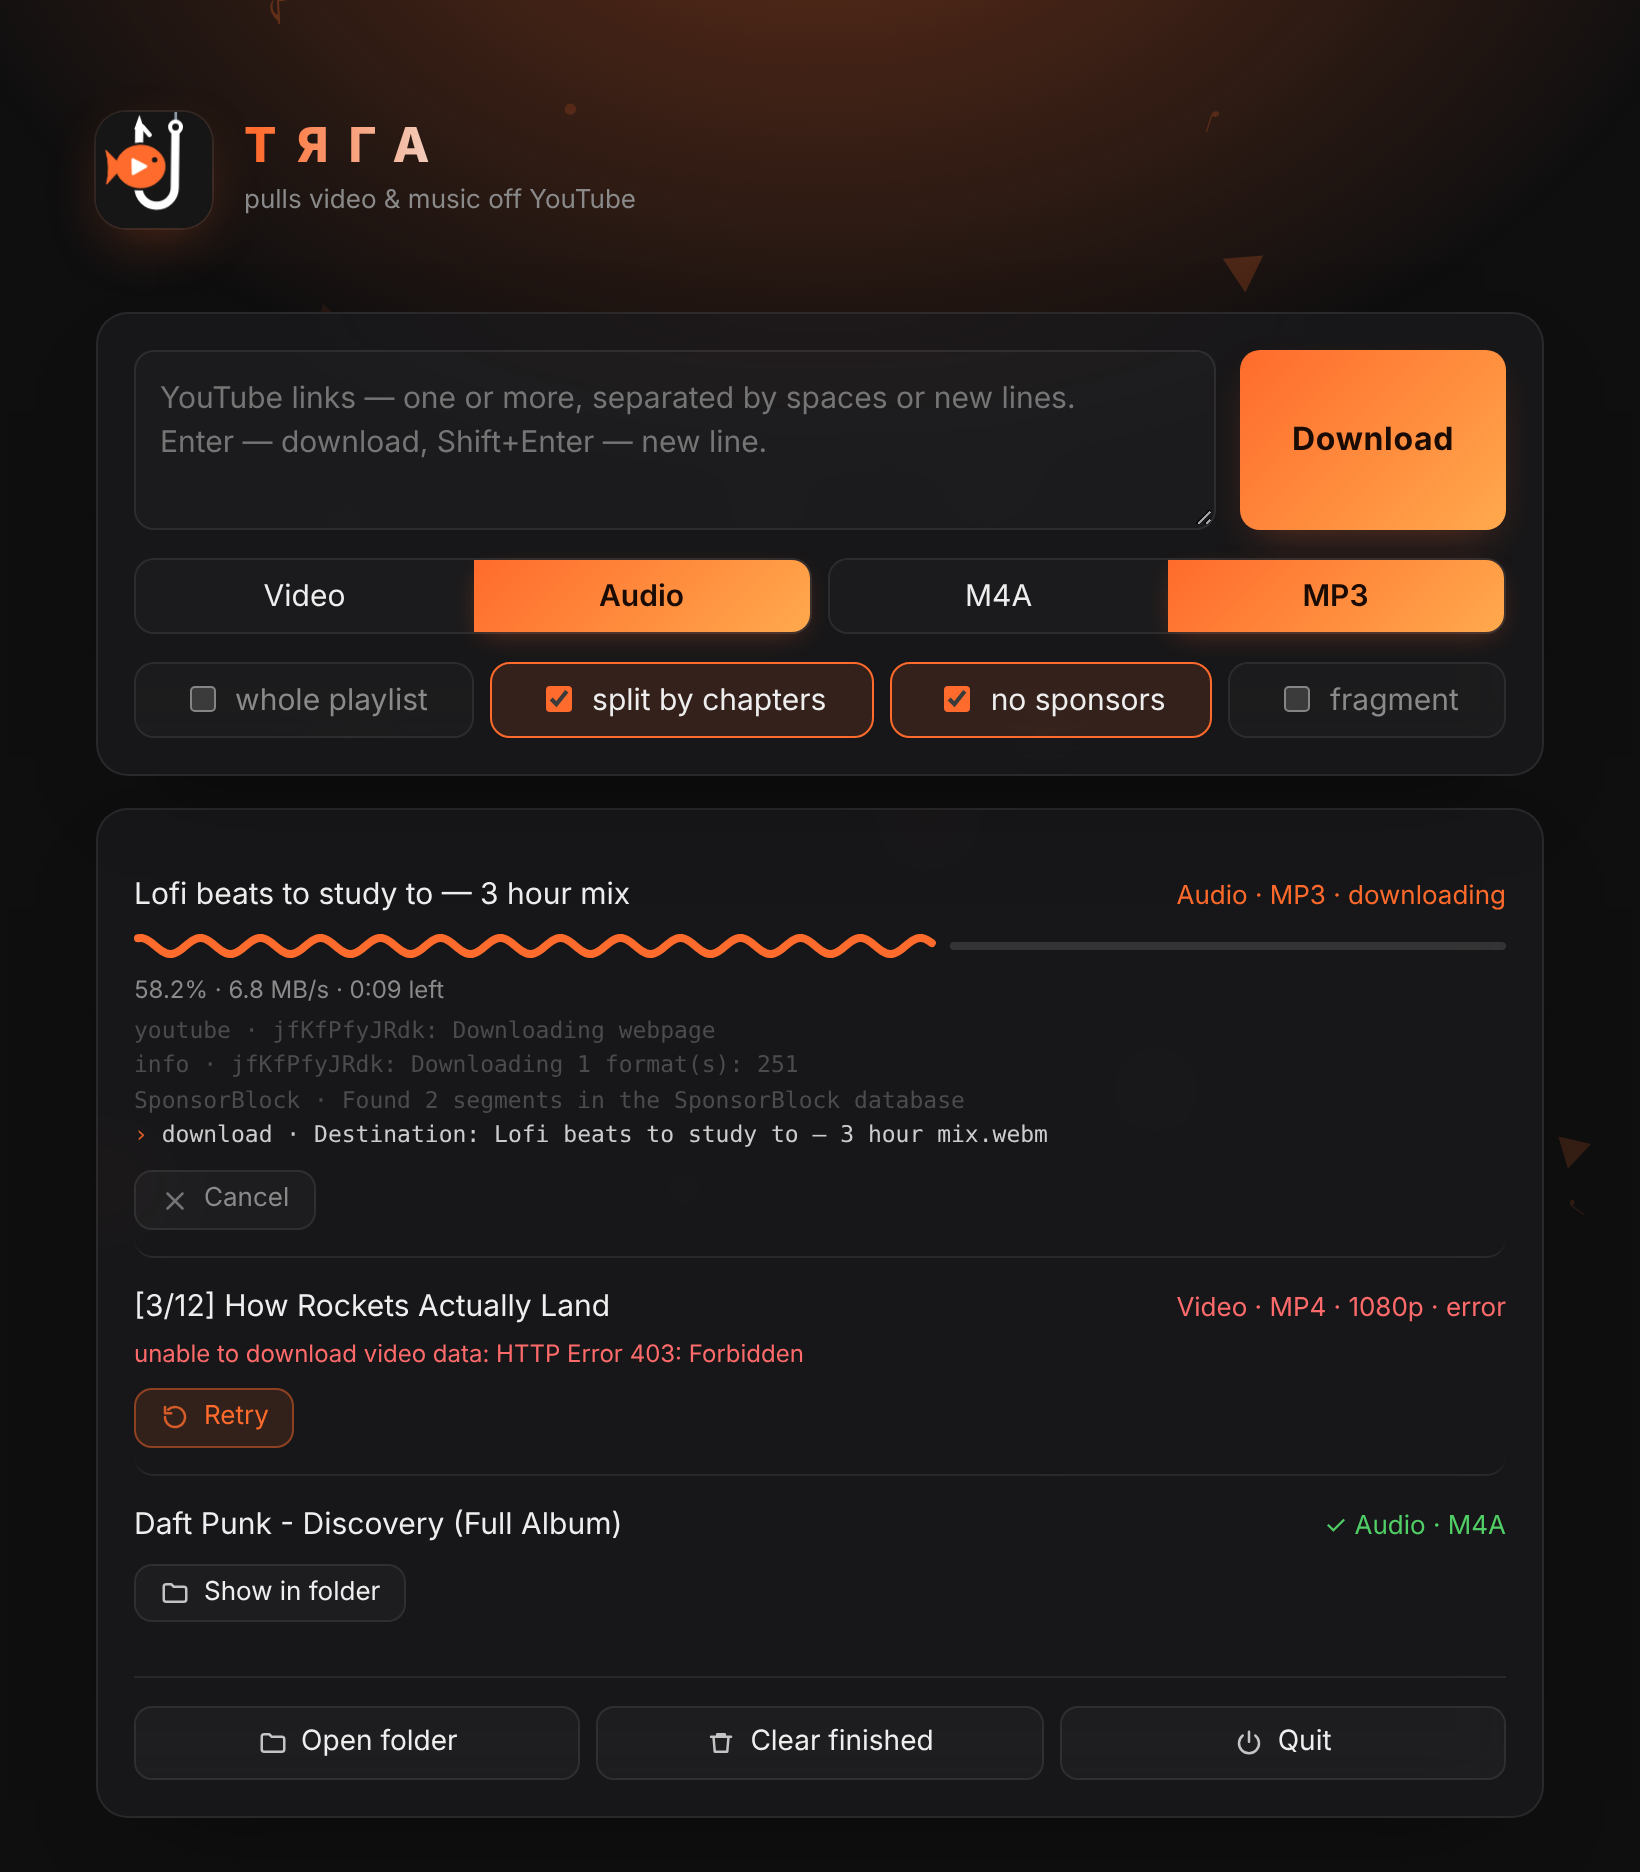 ТЯГА
pulls video & music off YouTube
YouTube links — one or more, separated by spaces or new lines.
Enter — download, Shift+Enter — new line.
Download
Video
Audio
M4A
MP3
whole playlist
split by chapters
no sponsors
fragment
Lofi beats to study to — 3 hour mix
Audio · MP3 · downloading
58.2% · 6.8 MB/s · 0:09 left
youtube · jfKfPfyJRdk: Downloading webpage
info · jfKfPfyJRdk: Downloading 1 format(s): 251
SponsorBlock · Found 2 segments in the SponsorBlock database
› download · Destination: Lofi beats to study to — 3 hour mix.webm
Cancel
[3/12] How Rockets Actually Land
Video · MP4 · 1080p · error
unable to download video data: HTTP Error 403: Forbidden
Retry
Daft Punk - Discovery (Full Album)
✓ Audio · M4A
Show in folder
Open folder
Clear finished
Quit